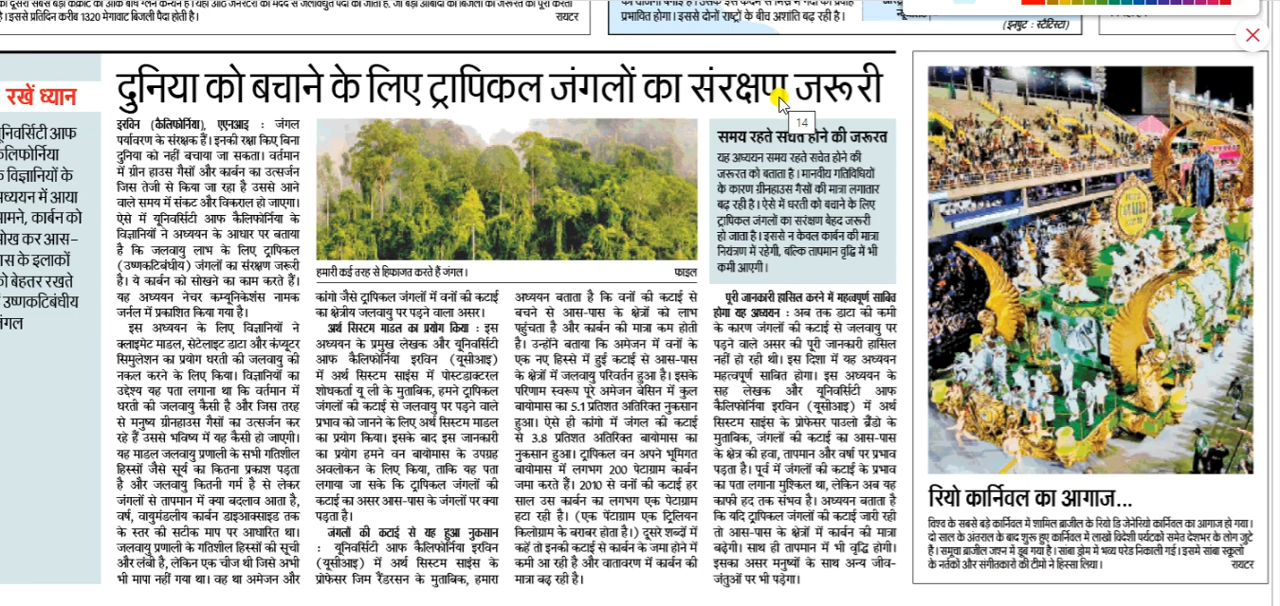 प्रभावित होगा। इससे दोनों राष्ट्रों के बीच अशांति बढ़ रही है।
है।इससे प्रतिदिन करीब 1320 मेगावाट बिजली पैदा होती है।
रायटर
(इनपुट : स्टैटिस्टा)
रखें ध्यान
यूनिवर्सिटी आफ
कैलिफोर्निया
के विज्ञानियों के
अध्ययन में आया
सामने, कार्बन को
सोख कर आस-
पास के इलाकों
को बेहतर रखते
उष्णकटिबंधीय
जंगल
दुनिया को बचाने के लिए ट्रापिकल जंगलों का संरक्षण जरूरी
14
इरविन (कैलिफोर्निया), एएनआइ : जंगल
पर्यावरण के संरक्षक हैं। इनकी रक्षा किए बिना
दुनिया को नहीं बचाया जा सकता। वर्तमान
में ग्रीन हाउस गैसों और कार्बन का उत्सर्जन
जिस तेजी से किया जा रहा है उससे आने
वाले समय में संकट और विकराल हो जाएगा।
ऐसे में यूनिवर्सिटी आफ कैलिफोर्निया के
विज्ञानियों ने अध्ययन के आधार पर बताया
है कि जलवायु लाभ के लिए ट्रापिकल
(उष्णकटिबंधीय) जंगलों का संरक्षण जरूरी
है। ये कार्बन को सोखने का काम करते हैं।
यह अध्ययन नेचर कम्यूनिकेशंस नामक
जर्नल में प्रकाशित किया गया है।
इस अध्ययन के लिए विज्ञानियों ने
क्लाइमेट माडल, सेटेलाइट डाटा और कंप्यूटर
सिमुलेशन का प्रयोग धरती की जलवायु की
नकल करने के लिए किया। विज्ञानियों का
उद्देश्य यह पता लगाना था कि वर्तमान में
धरती की जलवायु कैसी है और जिस तरह
से मनुष्य ग्रीनहाउस गैसों का उत्सर्जन कर
रहे हैं उससे भविष्य में यह कैसी हो जाएगी।
यह माडल जलवायु प्रणाली के सभी गतिशील
हिस्सों जैसे सूर्य का कितना प्रकाश पड़ता
है और जलवायु कितनी गर्म है से लेकर
जंगलों से तापमान में क्या बदलाव आता है,
वर्ष, वायुमंडलीय कार्बन डाइआक्साइड तक
के स्तर की सटीक माप पर आधारित था।
जलवायु प्रणाली के गतिशील हिस्सों की सूची
और लंबी है, लेकिन एक चीज थी जिसे अभी
भी मापा नहीं गया था। वह था अमेजन और
हमारी कई तरह से हिफाजत करते हैं जंगल।
फाइल
कांगो जैसे ट्रापिकल जंगलों में वनों की कटाई
का क्षेत्रीय जलवायु पर पड़ने वाला असर।
अर्थ सिस्टम माडल का प्रयोग किया : इस
अध्ययन के प्रमुख लेखक और यूनिवर्सिटी
आफ कैलिफोर्निया इरविन (यूसीआइ)
में अर्थ सिस्टम साइंस में पोस्टडाक्टरल
शोधकर्ता यू ली के मुताबिक, हमने ट्रापिकल
जंगलों की कटाई से जलवायु पर पड़ने वाले
प्रभाव को जानने के लिए अर्थ सिस्टम माडल
का प्रयोग किया। इसके बाद इस जानकारी
का प्रयोग हमने वन बायोमास के उपग्रह
अवलोकन के लिए किया, ताकि यह पता
लगाया जा सके कि ट्रापिकल जंगलों की
कटाई का असर आस-पास के जंगलों पर क्या
पड़ता है।
जंगलों की कटाई से यह हुआ नुकसान
: यूनिवर्सिटी आफ कैलिफोर्निया इरविन
(यूसीआइ) में अर्थ सिस्टम साइंस के
प्रोफेसर जिम रैंडरसन के मुताबिक, हमारा
अध्ययन बताता है कि वनों की कटाई से
बचने से आस-पास के क्षेत्रों को लाभ
पहुंचता है और कार्बन की मात्रा कम होती
है। उन्होंने बताया कि अमेजन में वनों के
एक नए हिस्से में हुई कटाई से आस-पास
के क्षेत्रों में जलवायु परिवर्तन हुआ है। इसके
परिणाम स्वरूप पूरे अमेजन बेसिन में कुल
बायोमास का 5.1 प्रतिशत अतिरिक्त नुकसान
हुआ। ऐसे ही कांगो में जंगल की कटाई
से 3.8 प्रतिशत अतिरिक्त बायोमास का
नुकसान हुआ। ट्रापिकल वन अपने भूमिगत
बायोमास में लगभग 200 पेटाग्राम कार्बन
जमा करते हैं। 2010 से वनों की कटाई हर
साल उस कार्बन का लगभग एक पेटाग्राम
हटा रही है। (एक पेंटाग्राम एक ट्रिलियन
किलोग्राम के बराबर होता है।) दूसरे शब्दों में
कहें तो इनकी कटाई से कार्बन के जमा होने में
कमी आ रही है और वातावरण में कार्बन की
मात्रा बढ़ रही है।
समय रहते सचेत होने की जरूरत
यह अध्ययन समय रहते सचेत होने की
जरूरत को बताता है। मानवीय गतिविधियों
के कारण ग्रीनहाउस गैसों की मात्रा लगातार
बढ़ रही है। ऐसे में धरती को बचाने के लिए
ट्रापिकल जंगलों का संरक्षण बेहद जरूरी
हो जाता है। इससे न केवल कार्बन की मात्रा
नियंत्रण में रहेगी, बल्कि तापमान वृद्धि में भी
कमी आएगी।
पूरी जानकारी हासिल करने में महत्वपूर्ण साबित
होगा यह अध्ययन : अब तक डाटा की कमी
के कारण जंगलों की कटाई से जलवायु पर
पड़ने वाले असर की पूरी जानकारी हासिल
नहीं हो रही थी। इस दिशा में यह अध्ययन
महत्वपूर्ण साबित होगा। इस अध्ययन के
सह लेखक और यूनिवर्सिटी आफ
कैलिफोर्निया इरविन (यूसीआइ) में अर्थ
सिस्टम साइंस के प्रोफेसर पाउलो ब्रैंडो के
मुताबिक, जंगलों की कटाई का आस-पास
के क्षेत्र की हवा, तापमान और वर्षा पर प्रभाव
पड़ता है। पूर्व में जंगलों की कटाई के प्रभाव
का पता लगाना मुश्किल था, लेकिन अब यह
काफी हद तक संभव है। अध्ययन बताता है
कि यदि ट्रापिकल जंगलों की कटाई जारी रही
तो आस-पास के क्षेत्रों में कार्बन की मात्रा
बढ़ेगी। साथ ही तापमान में भी वृद्धि होगी।
इसका असर मनुष्यों के साथ अन्य जीव-
जंतुओं पर भी पड़ेगा।
रियो कार्निवल का आगाज...
विश्व के सबसे बड़े कार्निवल में शामिल ब्राजील के रियो डि जेनेरियो कार्निवल का आगाज हो गया।
दो साल के अंतराल के बाद शुरू हुए कार्निवल में लाखों विदेशी पर्यटकों समेत देशभर के लोग जुटे
है। समूचा ब्राजील जश्न में डूब गया है। सांबा ड्रोम में भव्य परेड निकाली गई। इसमें सांबा स्कूलों
के नर्तकों और संगीतकारों की टीमों ने हिस्सा लिया।
रायटर